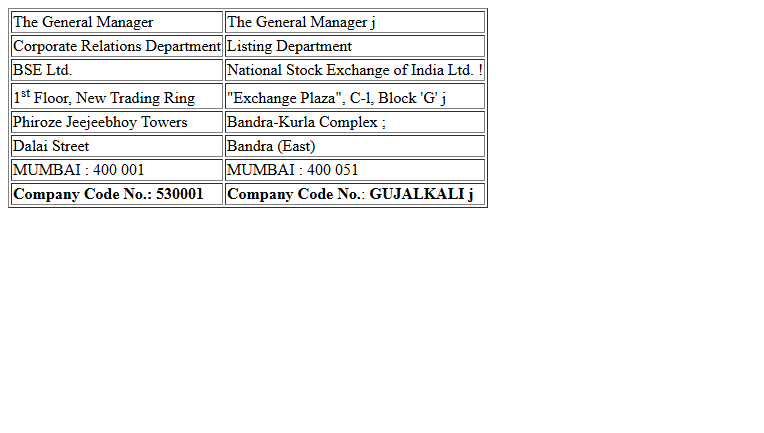 The General Manager The General Manager j
Corporate Relations Department Listing Department
BSE Ltd. National Stock Exchange of India Ltd. !
1st Floor, New Trading Ring "Exchange Plaza", C-l, Block 'G' j
Phiroze Jeejeebhoy Towers Bandra-Kurla Complex ;
Dalai Street Bandra (East)
MUMBAI : 400 001 MUMBAI : 400 051
Company Code No.: 530001 Company Code No.: GUJALKALI j